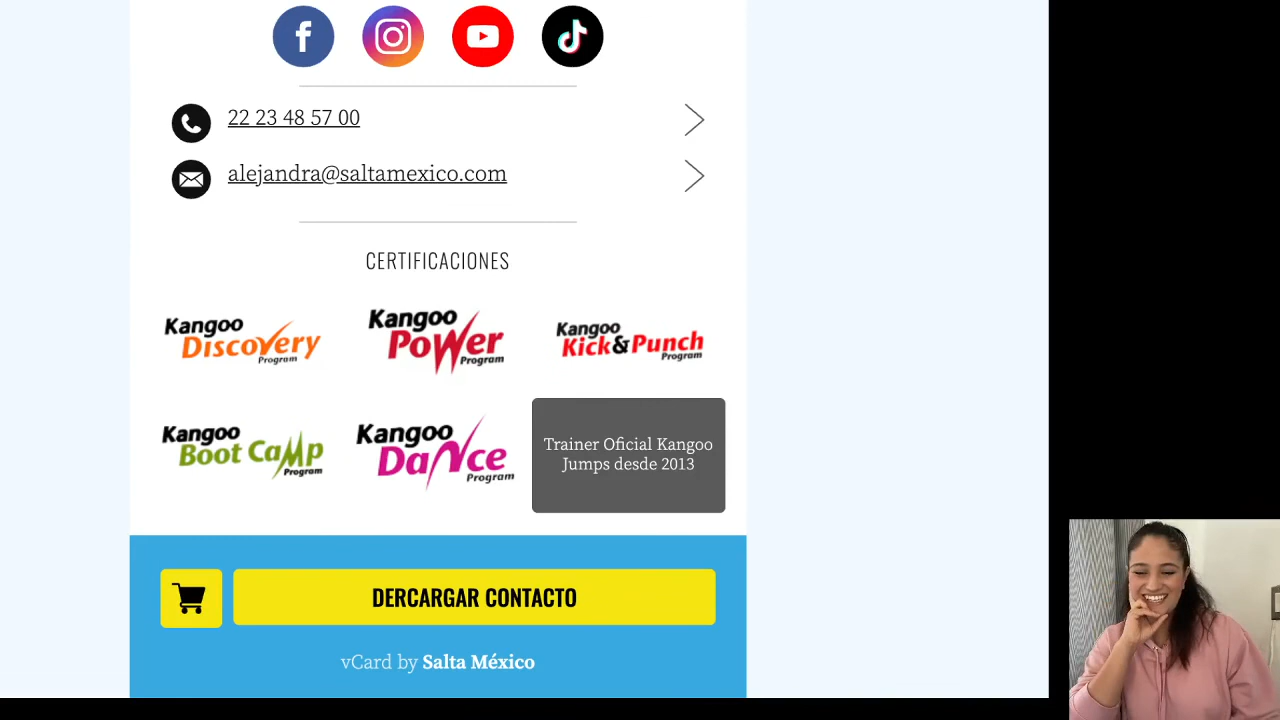 22 23 48 57 00
alejandra@saltamexico.com
CERTIFICACIONES
Kangoo
Discovery
Program
Kangoo
Power
Program
Kangoo
Kick&Punch
Program
Kangoo
Boot Camp
Program
Kangoo
Dance
Program
Trainer Oficial Kangoo
Jumps desde 2013
DERCARGAR CONTACTO
vCard by Salta México